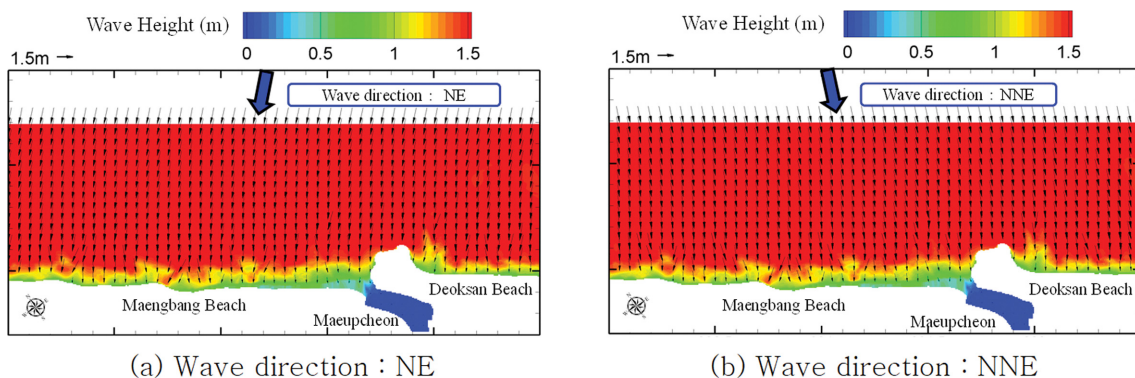 Wave Height (m)
0 0.5 1 1.5
1.5m
Wave direction : NE
Maengbang Beach
Deoksan Beach
Maeupcheon
(a) Wave direction : NE
Wave Height (m)
0 0.5 1 1.5
1.5m
Wave direction : NNE
Maengbang Beach
Deoksan Beach
Maeupcheon
(b) Wave direction : NNE